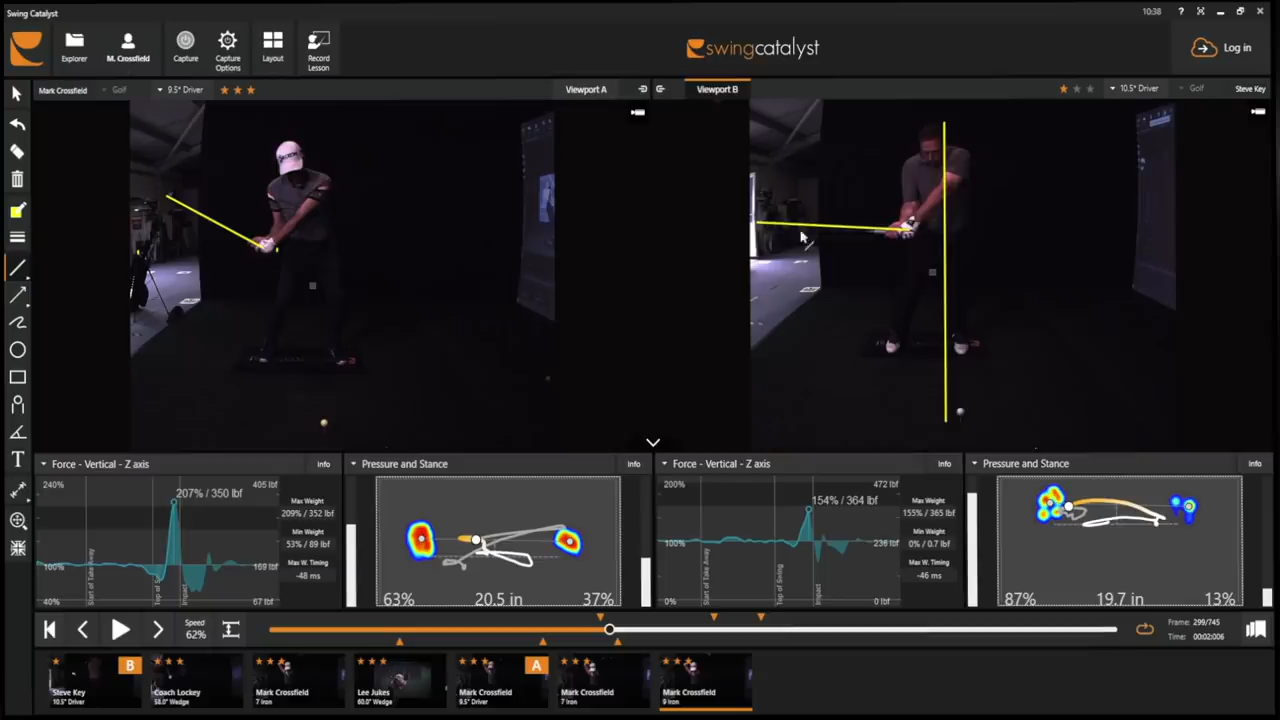 Swing Catalyst
10:38
Explorer
M. Crossfield
Capture
Capture Options
Layout
Record Lesson
swingcatalyst
Log in
Mark Crossfield
Golf
9.5° Driver
Viewport A
Viewport B
10.5° Driver
Golf
Steve Key
Force - Vertical - Z axis
Info
240%
405 lbf
207% / 350 lbf
100%
169 lbf
40%
67 lbf
Start of Take Away
Top of Swing
Impact
Max Weight
209% / 352 lbf
Min Weight
53% / 89 lbf
Max W. Timing
-48 ms
Pressure and Stance
Info
63%
20.5 in
37%
Force - Vertical - Z axis
Info
200%
472 lbf
154% / 364 lbf
100%
236 lbf
0%
0 lbf
Start of Take Away
Top of Swing
Impact
Max Weight
155% / 365 lbf
Min Weight
0% / 0.7 lbf
Max W. Timing
-46 ms
Pressure and Stance
Info
87%
19.7 in
13%
Speed
62%
Frame: 299/745
Time: 00:02:006
B
Steve Key
10.5° Driver
Coach Lockey
58.0° Wedge
Mark Crossfield
7 Iron
Lee Jukes
60.0° Wedge
A
Mark Crossfield
9.5° Driver
Mark Crossfield
7 Iron
Mark Crossfield
9 Iron